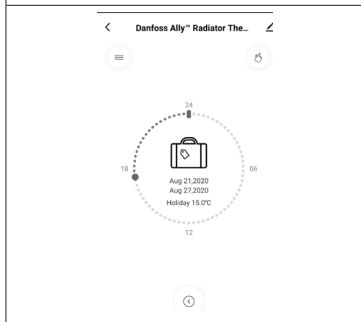 Danfoss Ally™ Radiator The..
24
18
06
Aug 21,2020
Aug 27,2020
Holiday 15.0°C
12